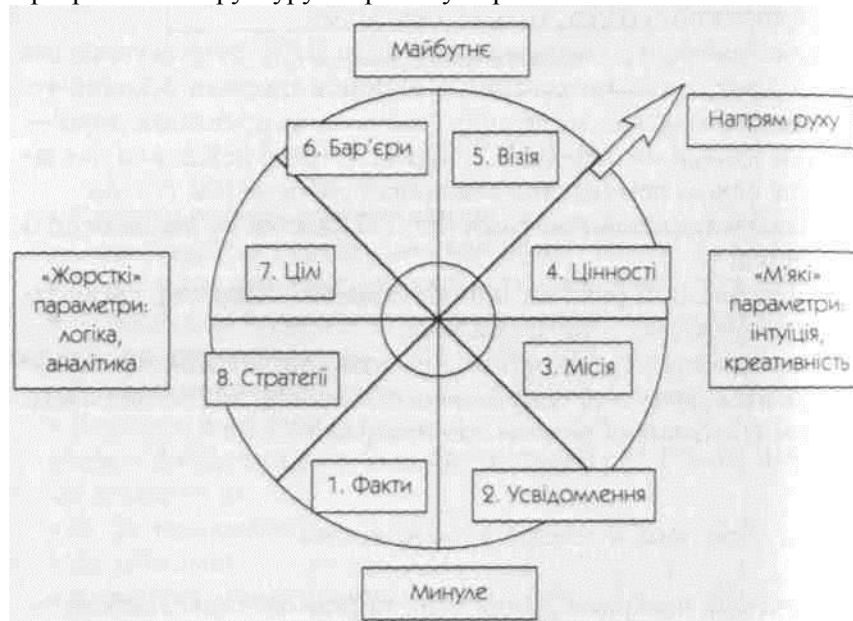 Майбутнє
Напрям руху
6. Бар’єри
5. Візія
7. Цілі
4. Цінності
«Жорсткі»
параметри:
логіка,
аналітика
«М’які»
параметри:
інтуїція,
креативність
8. Стратегії
3. Місія
1. Факти
2. Усвідомлення
Минуле